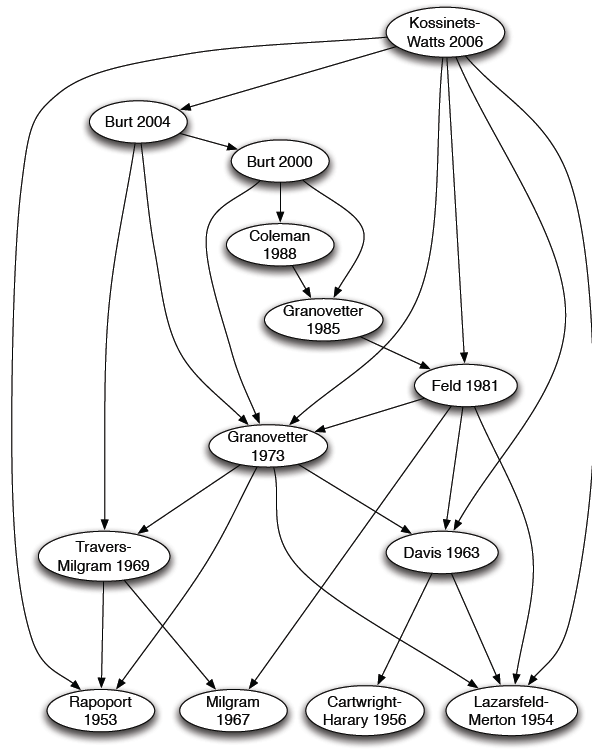 Kossinets-
Watts 2006
Burt 2004
Burt 2000
Coleman
1988
Granovetter
1985
Feld 1981
Granovetter
1973
Travers-
Milgram 1969
Davis 1963
Rapoport
1953
Milgram
1967
Cartwright-
Harary 1956
Lazarsfeld-
Merton 1954